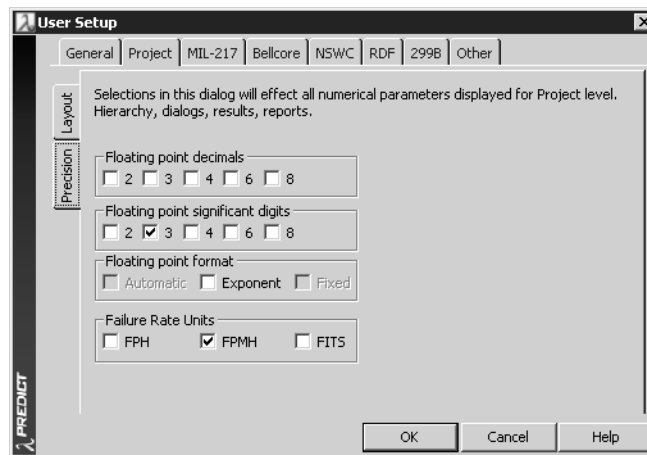 User Setup
General Project MIL-217 Bellcore NSWC RDF 299B Other
Layout
Precision
Selections in this dialog will effect all numerical parameters displayed for Project level.
Hierarchy, dialogs, results, reports.
Floating point decimals
2 3 4 6 8
Floating point significant digits
2 3 4 6 8
Floating point format
Automatic Exponent Fixed
Failure Rate Units
FPH FPMH FITS
λ PREDICT
OK Cancel Help